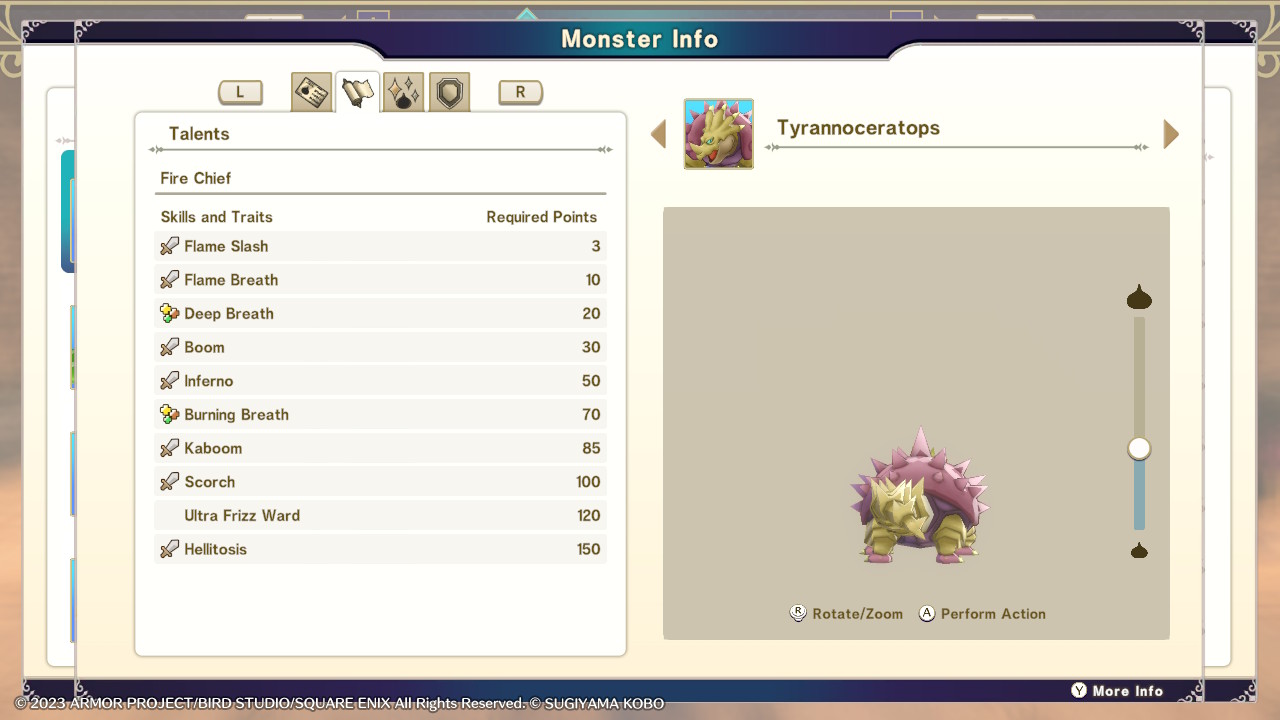 Monster Info
L
R
Talents
Fire Chief
Skills and Traits Required Points
Flame Slash 3
Flame Breath 10
Deep Breath 20
Boom 30
Inferno 50
Burning Breath 70
Kaboom 85
Scorch 100
Ultra Frizz Ward 120
Hellitosis 150
Tyrannoceratops
R Rotate/Zoom A Perform Action
Y More Info
© 2023 ARMOR PROJECT/BIRD STUDIO/SQUARE ENIX All Rights Reserved. © SUGIYAMA KOBO